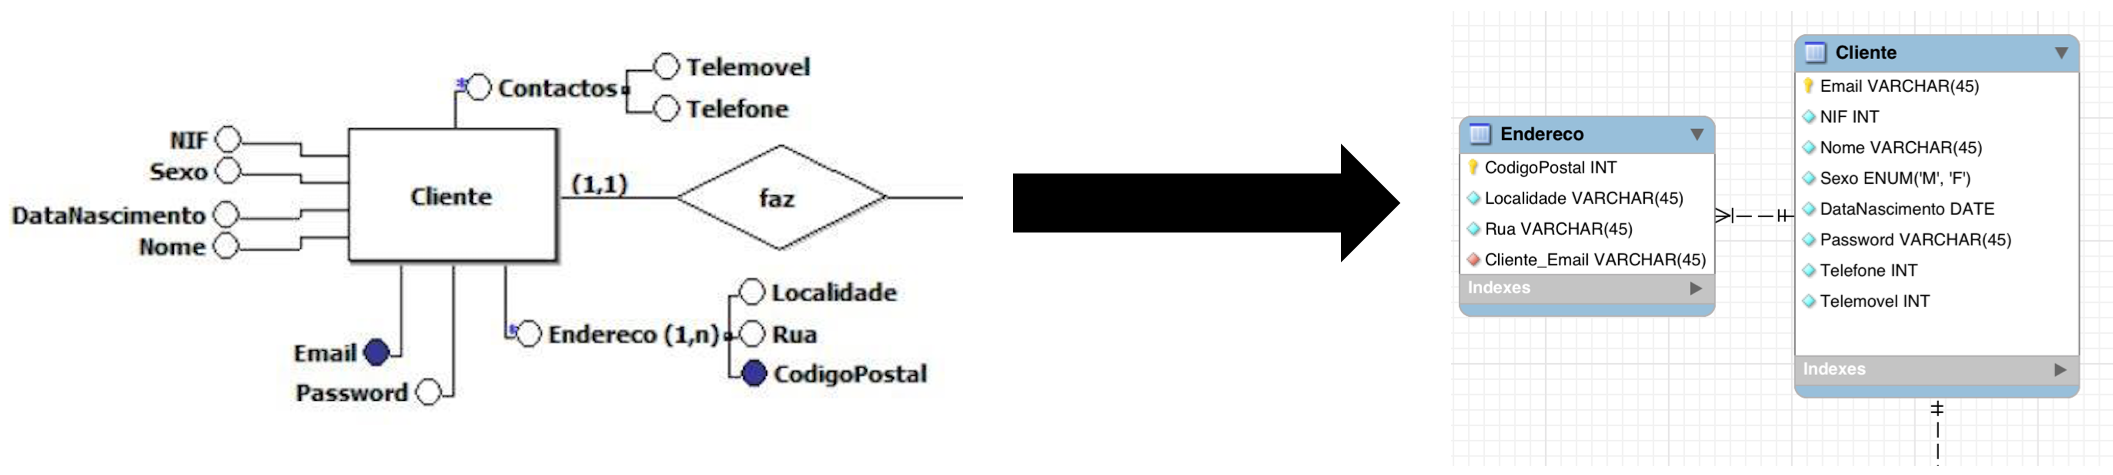 * Contactos
Telemovel
Telefone
NIF
Sexo
DataNascimento
Nome
Cliente
(1,1)
faz
Email
Password
* Endereco (1,n)
Localidade
Rua
CodigoPostal
Endereco
CodigoPostal INT
Localidade VARCHAR(45)
Rua VARCHAR(45)
Cliente_Email VARCHAR(45)
Indexes
Cliente
Email VARCHAR(45)
NIF INT
Nome VARCHAR(45)
Sexo ENUM('M', 'F')
DataNascimento DATE
Password VARCHAR(45)
Telefone INT
Telemovel INT
Indexes